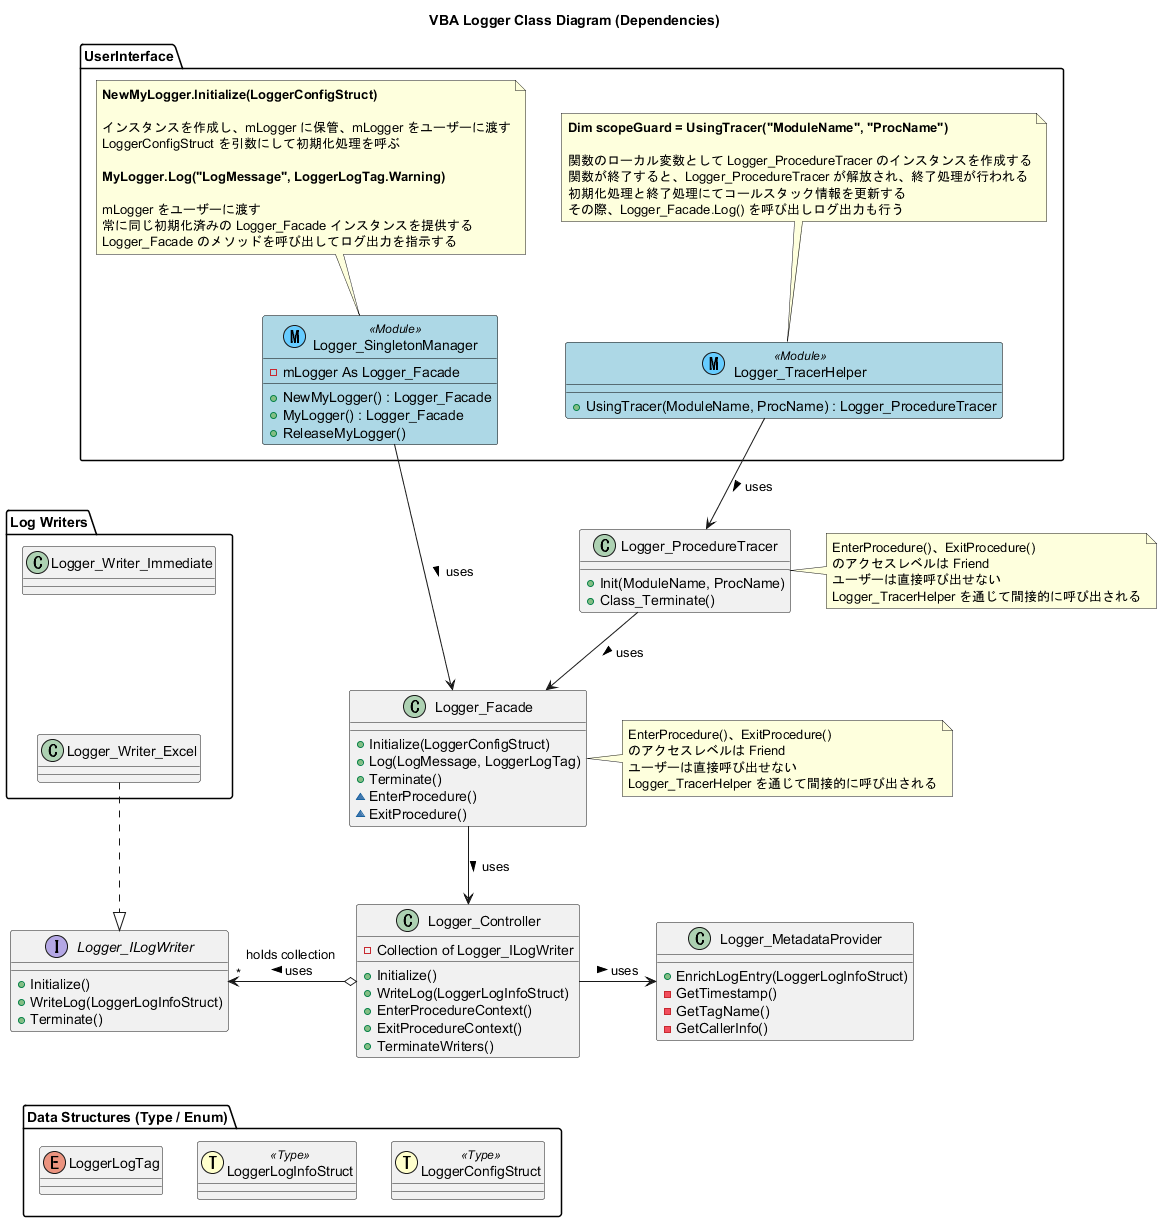 VBA Logger Class Diagram (Dependencies)
UserInterface
NewMyLogger.Initialize(LoggerConfigStruct)
インスタンスを作成し、mLogger に保管、mLogger をユーザーに渡す
LoggerConfigStruct を引数にして初期化処理を呼ぶ
MyLogger.Log("LogMessage", LoggerLogTag.Warning)
mLogger をユーザーに渡す
常に同じ初期化済みの Logger_Facade インスタンスを提供する
Logger_Facade のメソッドを呼び出してログ出力を指示する
Dim scopeGuard = UsingTracer("ModuleName", "ProcName")
関数のローカル変数として Logger_ProcedureTracer のインスタンスを作成する
関数が終了すると、Logger_ProcedureTracer が解放され、終了処理が行われる
初期化処理と終了処理にてコールスタック情報を更新する
その際、Logger_Facade.Log() を呼び出しログ出力も行う
M
«Module»
Logger_SingletonManager
mLogger As Logger_Facade
NewMyLogger() : Logger_Facade
MyLogger() : Logger_Facade
ReleaseMyLogger()
M
«Module»
Logger_TracerHelper
UsingTracer(ModuleName, ProcName) : Logger_ProcedureTracer
uses
uses
Log Writers
C Logger_Writer_Immediate
C Logger_Writer_Excel
C Logger_ProcedureTracer
Init(ModuleName, ProcName)
Class_Terminate()
EnterProcedure()、ExitProcedure()
のアクセスレベルは Friend
ユーザーは直接呼び出せない
Logger_TracerHelper を通じて間接的に呼び出される
uses
C Logger_Facade
Initialize(LoggerConfigStruct)
Log(LogMessage, LoggerLogTag)
Terminate()
EnterProcedure()
ExitProcedure()
EnterProcedure()、ExitProcedure()
のアクセスレベルは Friend
ユーザーは直接呼び出せない
Logger_TracerHelper を通じて間接的に呼び出される
uses
I Logger_ILogWriter
Initialize()
WriteLog(LoggerLogInfoStruct)
Terminate()
holds collection
uses
*
C Logger_Controller
Collection of Logger_ILogWriter
Initialize()
WriteLog(LoggerLogInfoStruct)
EnterProcedureContext()
ExitProcedureContext()
TerminateWriters()
uses
C Logger_MetadataProvider
EnrichLogEntry(LoggerLogInfoStruct)
GetTimestamp()
GetTagName()
GetCallerInfo()
Data Structures (Type / Enum)
E LoggerLogTag
T
«Type»
LoggerLogInfoStruct
T
«Type»
LoggerConfigStruct